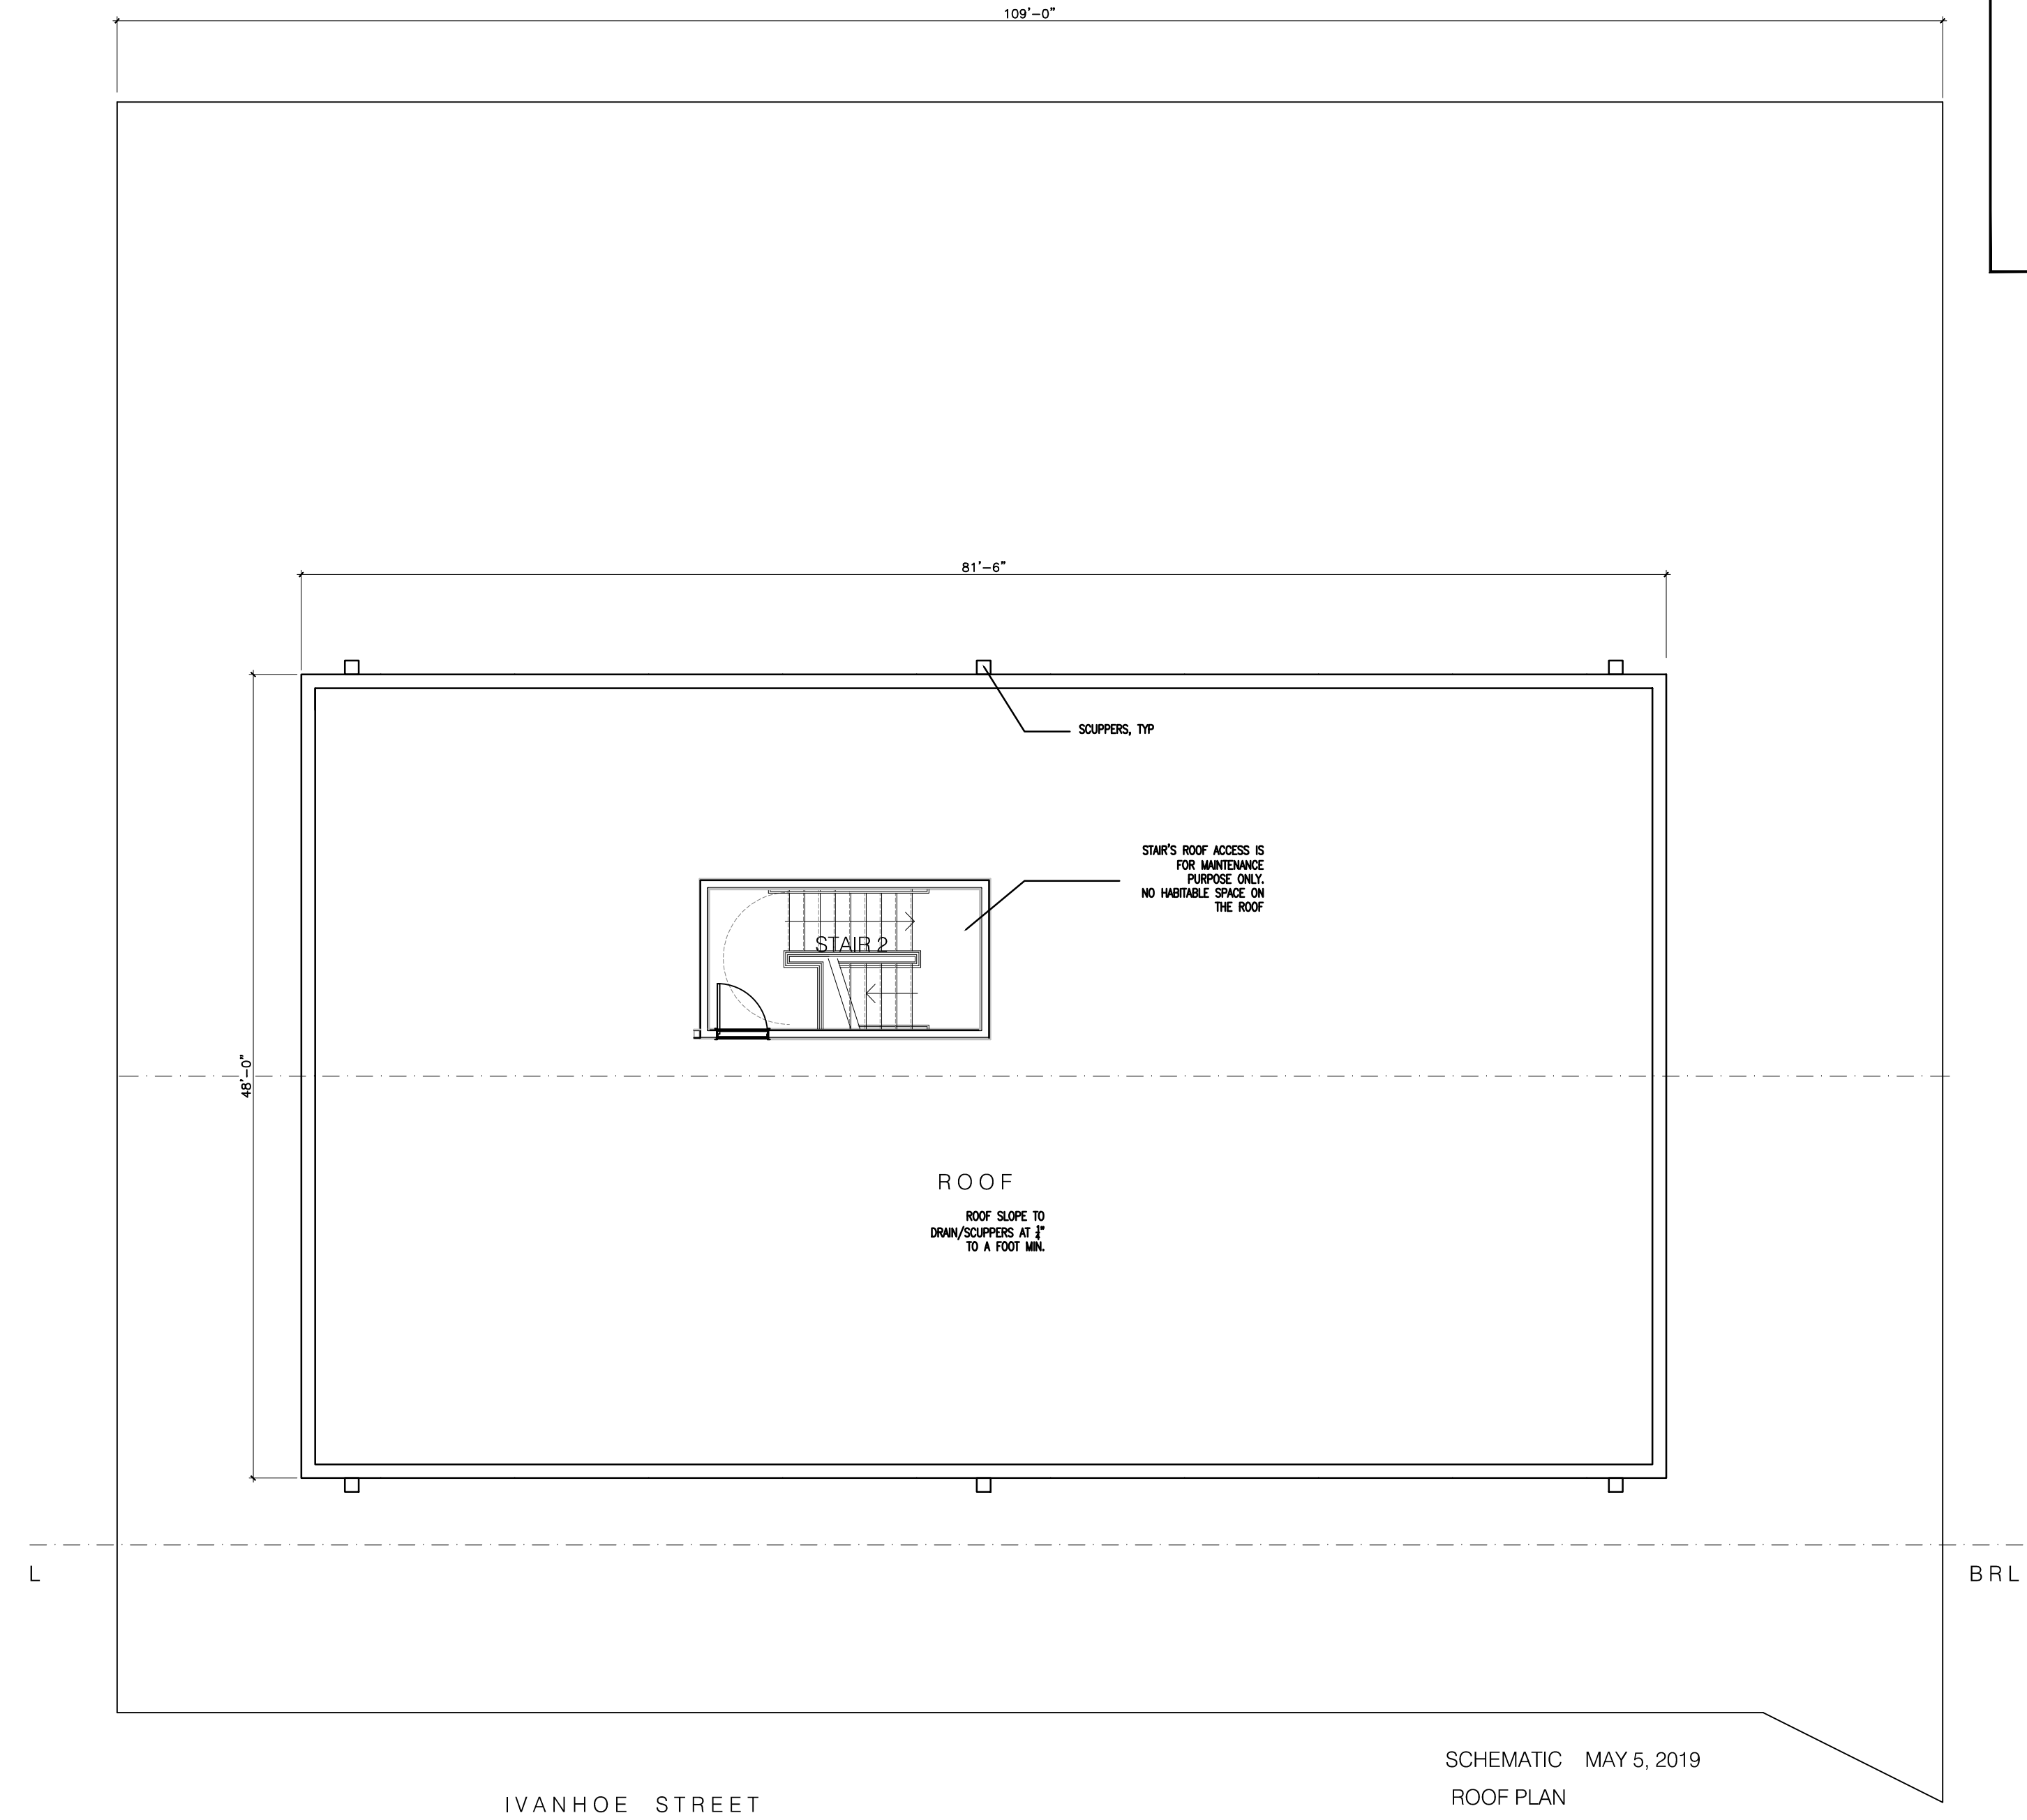 109'-0"
81'-6"
SCUPPERS, TYP
STAIR'S ROOF ACCESS IS
FOR MAINTENANCE
PURPOSE ONLY.
NO HABITABLE SPACE ON
THE ROOF
STAIR 2
48'-0"
ROOF
ROOF SLOPE TO
DRAIN/SCUPPERS AT 1/4"
TO A FOOT MIN.
L
BRL
SCHEMATIC MAY 5, 2019
ROOF PLAN
IVANHOE STREET